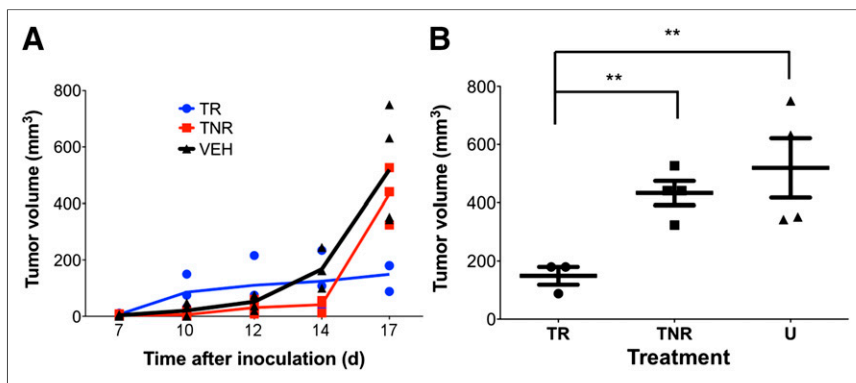 A
Tumor volume (mm3)
800
600
400
200
0
TR
TNR
VEH
7 10 12 14 17
Time after inoculation (d)
B
Tumor volume (mm3)
800
600
400
200
0
**
**
TR TNR U
Treatment